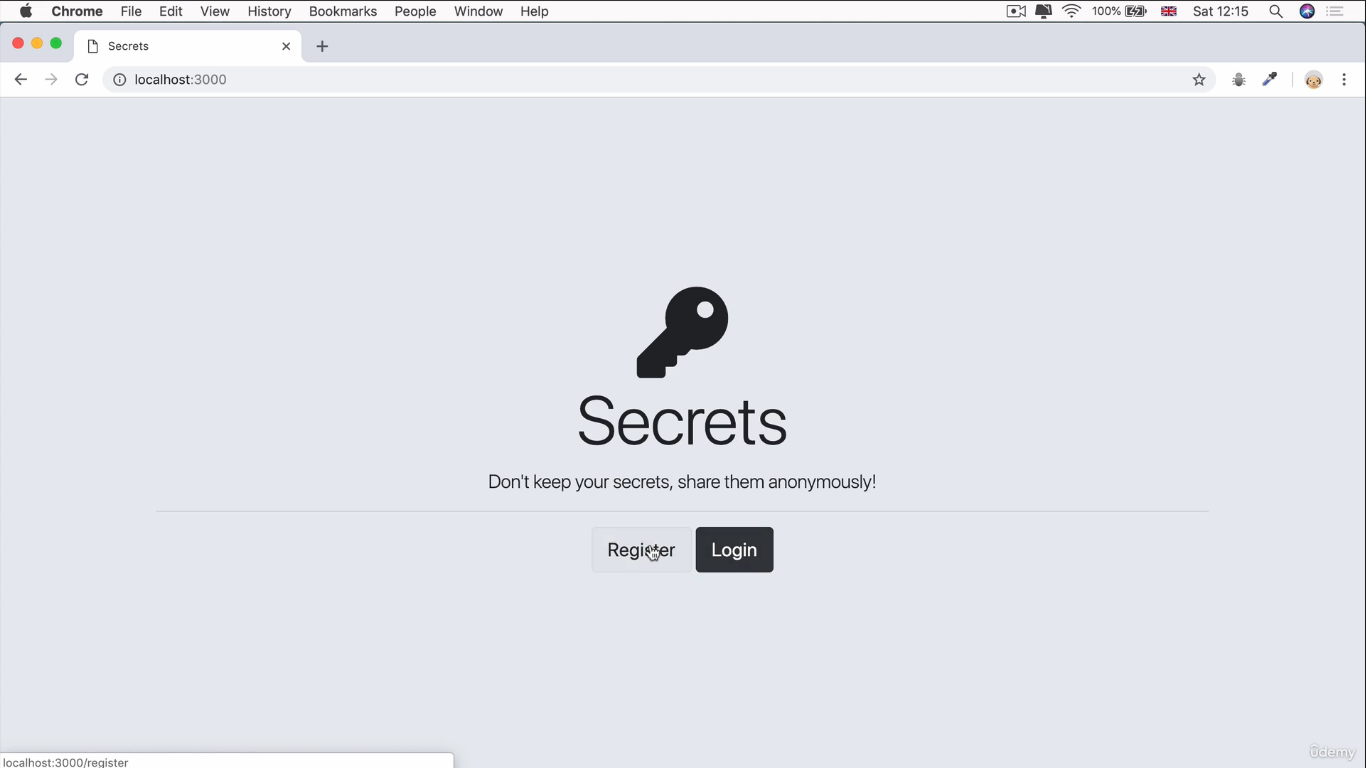 Chrome File Edit View History Bookmarks People Window Help 100% Sat 12:15
Secrets
localhost:3000
Secrets
Don't keep your secrets, share them anonymously!
Register Login
ûdemy
localhost:3000/register